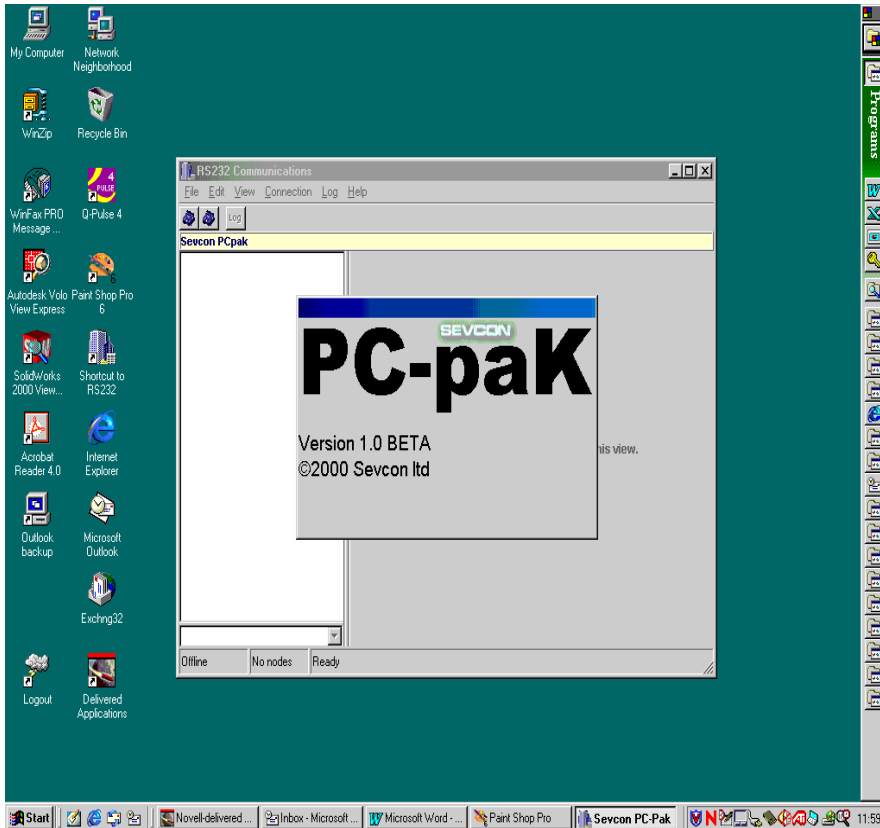 My Computer
Network
Neighborhood
WinZip
Recycle Bin
WinFax PRO
Message ...
4
PULSE
Q-Pulse 4
Autodesk Volo
View Express
6
Paint Shop Pro
6
SolidWorks
2000 View...
Shortcut to
RS232
Acrobat
Reader 4.0
Internet
Explorer
Outlook
backup
Microsoft
Outlook
Exchng32
Logout
Delivered
Applications
RS232 Communications
File Edit View Connection Log Help
Log
Sevcon PCpak
SEVCON
PC-paK
Version 1.0 BETA
©2000 Sevcon ltd
his view.
Offline No nodes Ready
Programs
Start
Novell-delivered ...
Inbox - Microsoft ...
Microsoft Word - ...
Paint Shop Pro
Sevcon PC-Pak
11:59